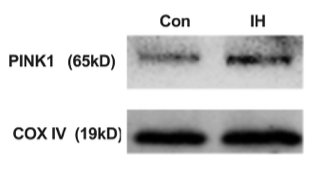 Con IH
PINK1 (65kD)
COX IV (19kD)